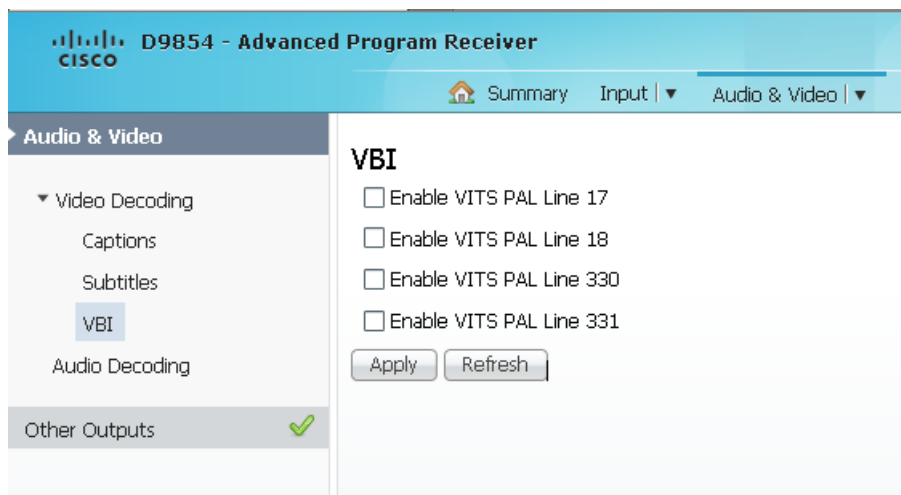 CISCO D9854 - Advanced Program Receiver
Summary Input | ▼ Audio & Video | ▼
Audio & Video
Video Decoding
Captions
Subtitles
VBI
Audio Decoding
Other Outputs
VBI
Enable VITS PAL Line 17
Enable VITS PAL Line 18
Enable VITS PAL Line 330
Enable VITS PAL Line 331
Apply Refresh